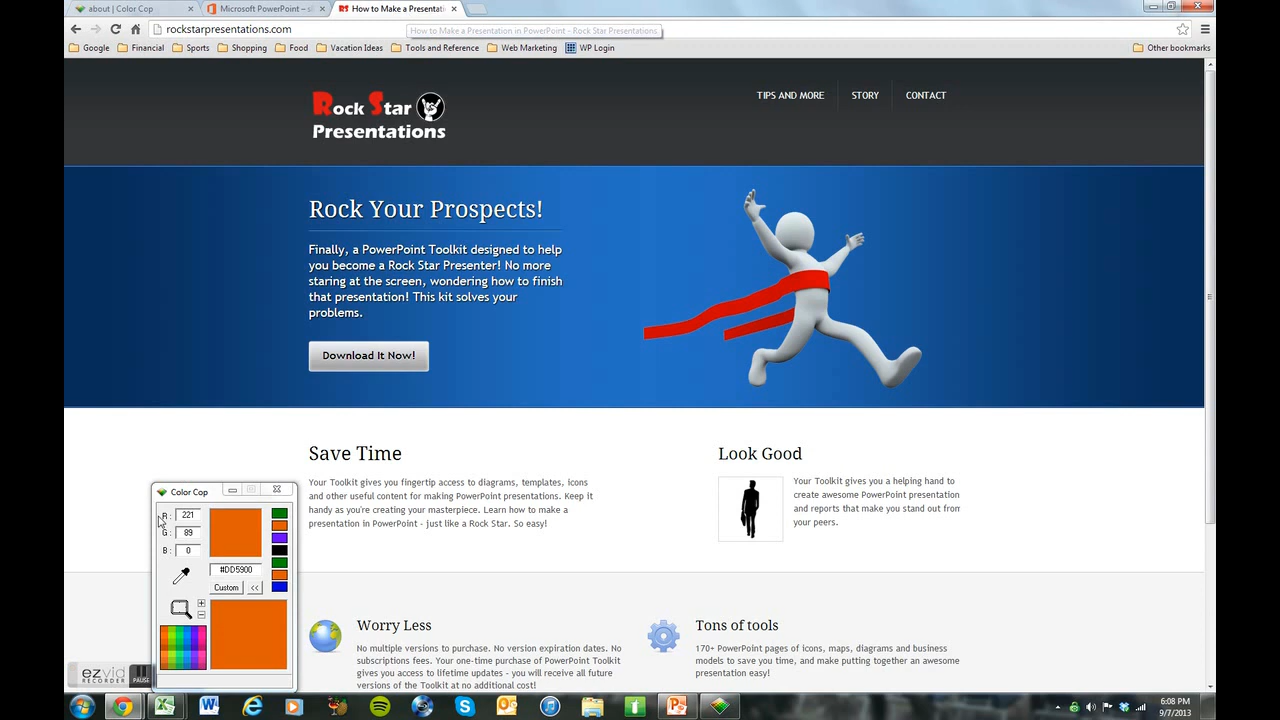 about | Color Cop
Microsoft PowerPoint – sl
How to Make a Presentati
rockstarpresentations.com
How to Make a Presentation in PowerPoint - Rock Star Presentations
Google Financial Sports Shopping Food Vacation Ideas Tools and Reference Web Marketing WP Login Other bookmarks
Rock Star
Presentations
TIPS AND MORE STORY CONTACT
Rock Your Prospects!
Finally, a PowerPoint Toolkit designed to help
you become a Rock Star Presenter! No more
staring at the screen, wondering how to finish
that presentation! This kit solves your
problems.
Download It Now!
Save Time
Your Toolkit gives you fingertip access to diagrams, templates, icons
and other useful content for making PowerPoint presentations. Keep it
handy as you're creating your masterpiece. Learn how to make a
presentation in PowerPoint - just like a Rock Star. So easy!
Look Good
Your Toolkit gives you a helping hand to
create awesome PowerPoint presentation
and reports that make you stand out from
your peers.
Color Cop
R: 221
G: 89
B: 0
#DD5900
Custom <<
Worry Less
No multiple versions to purchase. No version expiration dates. No
subscriptions fees. Your one-time purchase of PowerPoint Toolkit
gives you access to lifetime updates - you will receive all future
versions of the Toolkit at no additional cost!
Tons of tools
170+ PowerPoint pages of icons, maps, diagrams and business
models to save you time, and make putting together an awesome
presentation easy!
ezvid
RECORDER
PAUSE
6:08 PM
9/7/2013